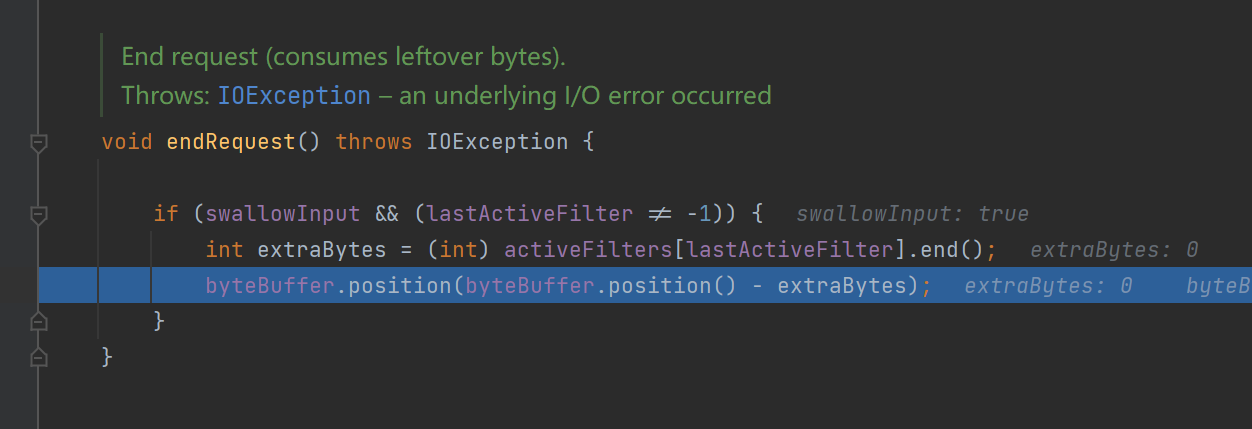 End request (consumes leftover bytes).
Throws: IOException – an underlying I/O error occurred
void endRequest() throws IOException {
if (swallowInput && (lastActiveFilter ≠ -1)) { swallowInput: true
int extraBytes = (int) activeFilters[lastActiveFilter].end(); extraBytes: 0
byteBuffer.position(byteBuffer.position() - extraBytes); extraBytes: 0 byteB
}
}